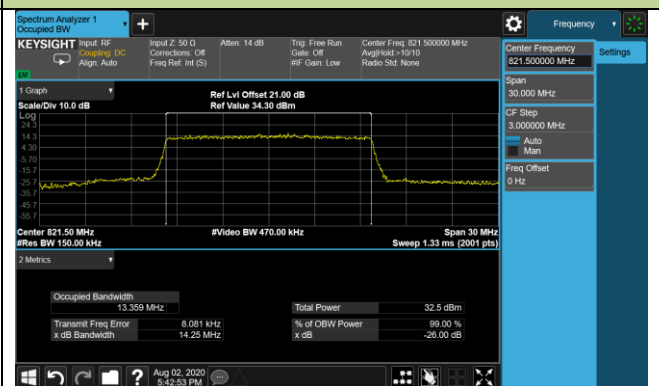 Spectrum Analyzer 1
Occupied BW
Frequency
KEYSIGHT
Input: RF
Coupling: DC
Align: Auto
Input Z: 50 Ω
Corrections: Off
Freq Ref: Int (S)
Atten: 14 dB
Trig: Free Run
Gate: Off
#IF Gain: Low
Center Freq: 821.500000 MHz
Avg|Hold:>10/10
Radio Std: None
Center Frequency
821.500000 MHz
Settings
Span
30.000 MHz
CF Step
3.000000 MHz
Auto
Man
Freq Offset
0 Hz
1 Graph
Scale/Div 10.0 dB
Ref Lvl Offset 21.00 dB
Ref Value 34.30 dBm
Log
24.3
14.3
4.30
-5.70
-15.7
-25.7
-35.7
-45.7
-55.7
Center 821.50 MHz
#Video BW 470.00 kHz
Span 30 MHz
#Res BW 150.00 kHz
Sweep 1.33 ms (2001 pts)
2 Metrics
Occupied Bandwidth
13.359 MHz
Total Power 32.5 dBm
Transmit Freq Error 8.081 kHz
% of OBW Power 99.00 %
x dB Bandwidth 14.25 MHz
x dB -26.00 dB
Aug 02, 2020
5:42:53 PM